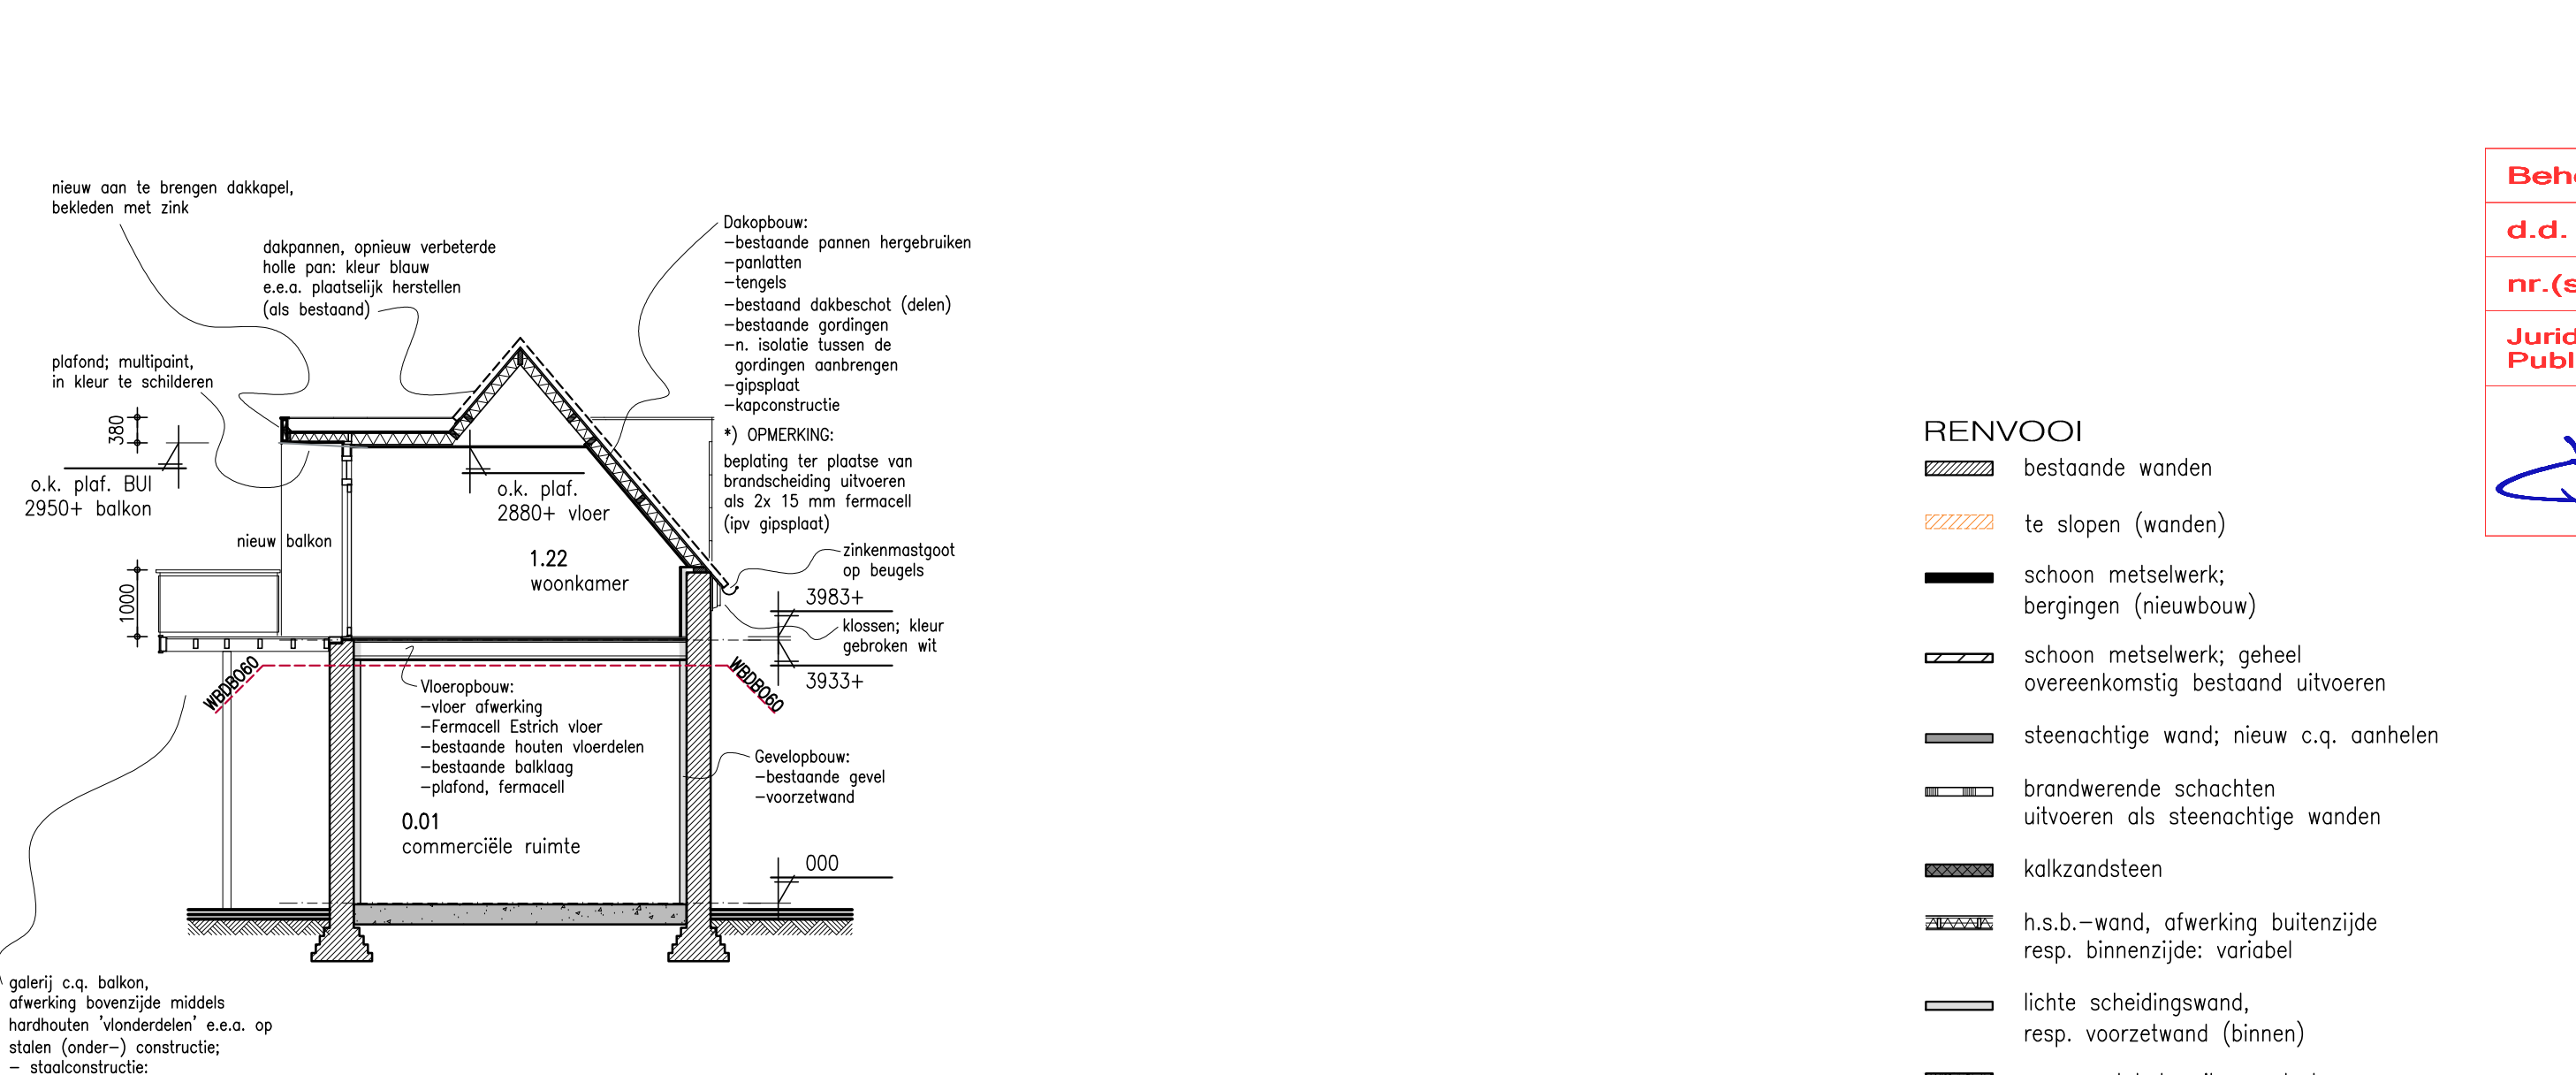 nieuw aan te brengen dakkapel,
bekleden met zink
dakpannen, opnieuw verbeterde
holle pan: kleur blauw
e.e.a. plaatselijk herstellen
(als bestaand)
plafond; multipaint,
in kleur te schilderen
380
o.k. plaf. BUI
2950+ balkon
nieuw balkon
1000
o.k. plaf.
2880+ vloer
1.22
woonkamer
Dakopbouw:
-bestaande pannen hergebruiken
-panlatten
-tengels
-bestaand dakbeschot (delen)
-bestaande gordingen
-n. isolatie tussen de
gordingen aanbrengen
-gipsplaat
-kapconstructie
*) OPMERKING:
beplating ter plaatse van
brandscheiding uitvoeren
als 2x 15 mm fermacell
(ipv gipsplaat)
zinkenmastgoot
op beugels
3983+
klossen; kleur
gebroken wit
3933+
WBDBO60
WBDBO60
Vloeropbouw:
-vloer afwerking
-Fermacell Estrich vloer
-bestaande houten vloerdelen
-bestaande balklaag
-plafond, fermacell
Gevelopbouw:
-bestaande gevel
-voorzetwand
0.01
commerciële ruimte
000
galerij c.q. balkon,
afwerking bovenzijde middels
hardhouten 'vlonderdelen' e.e.a. op
stalen (onder-) constructie;
- staalconstructie:
RENVOOI
bestaande wanden
te slopen (wanden)
schoon metselwerk;
bergingen (nieuwbouw)
schoon metselwerk; geheel
overeenkomstig bestaand uitvoeren
steenachtige wand; nieuw c.q. aanhelen
brandwerende schachten
uitvoeren als steenachtige wanden
kalkzandsteen
h.s.b.-wand, afwerking buitenzijde
resp. binnenzijde: variabel
lichte scheidingswand,
resp. voorzetwand (binnen)
d.d.
nr.(s
Jurid
Publ